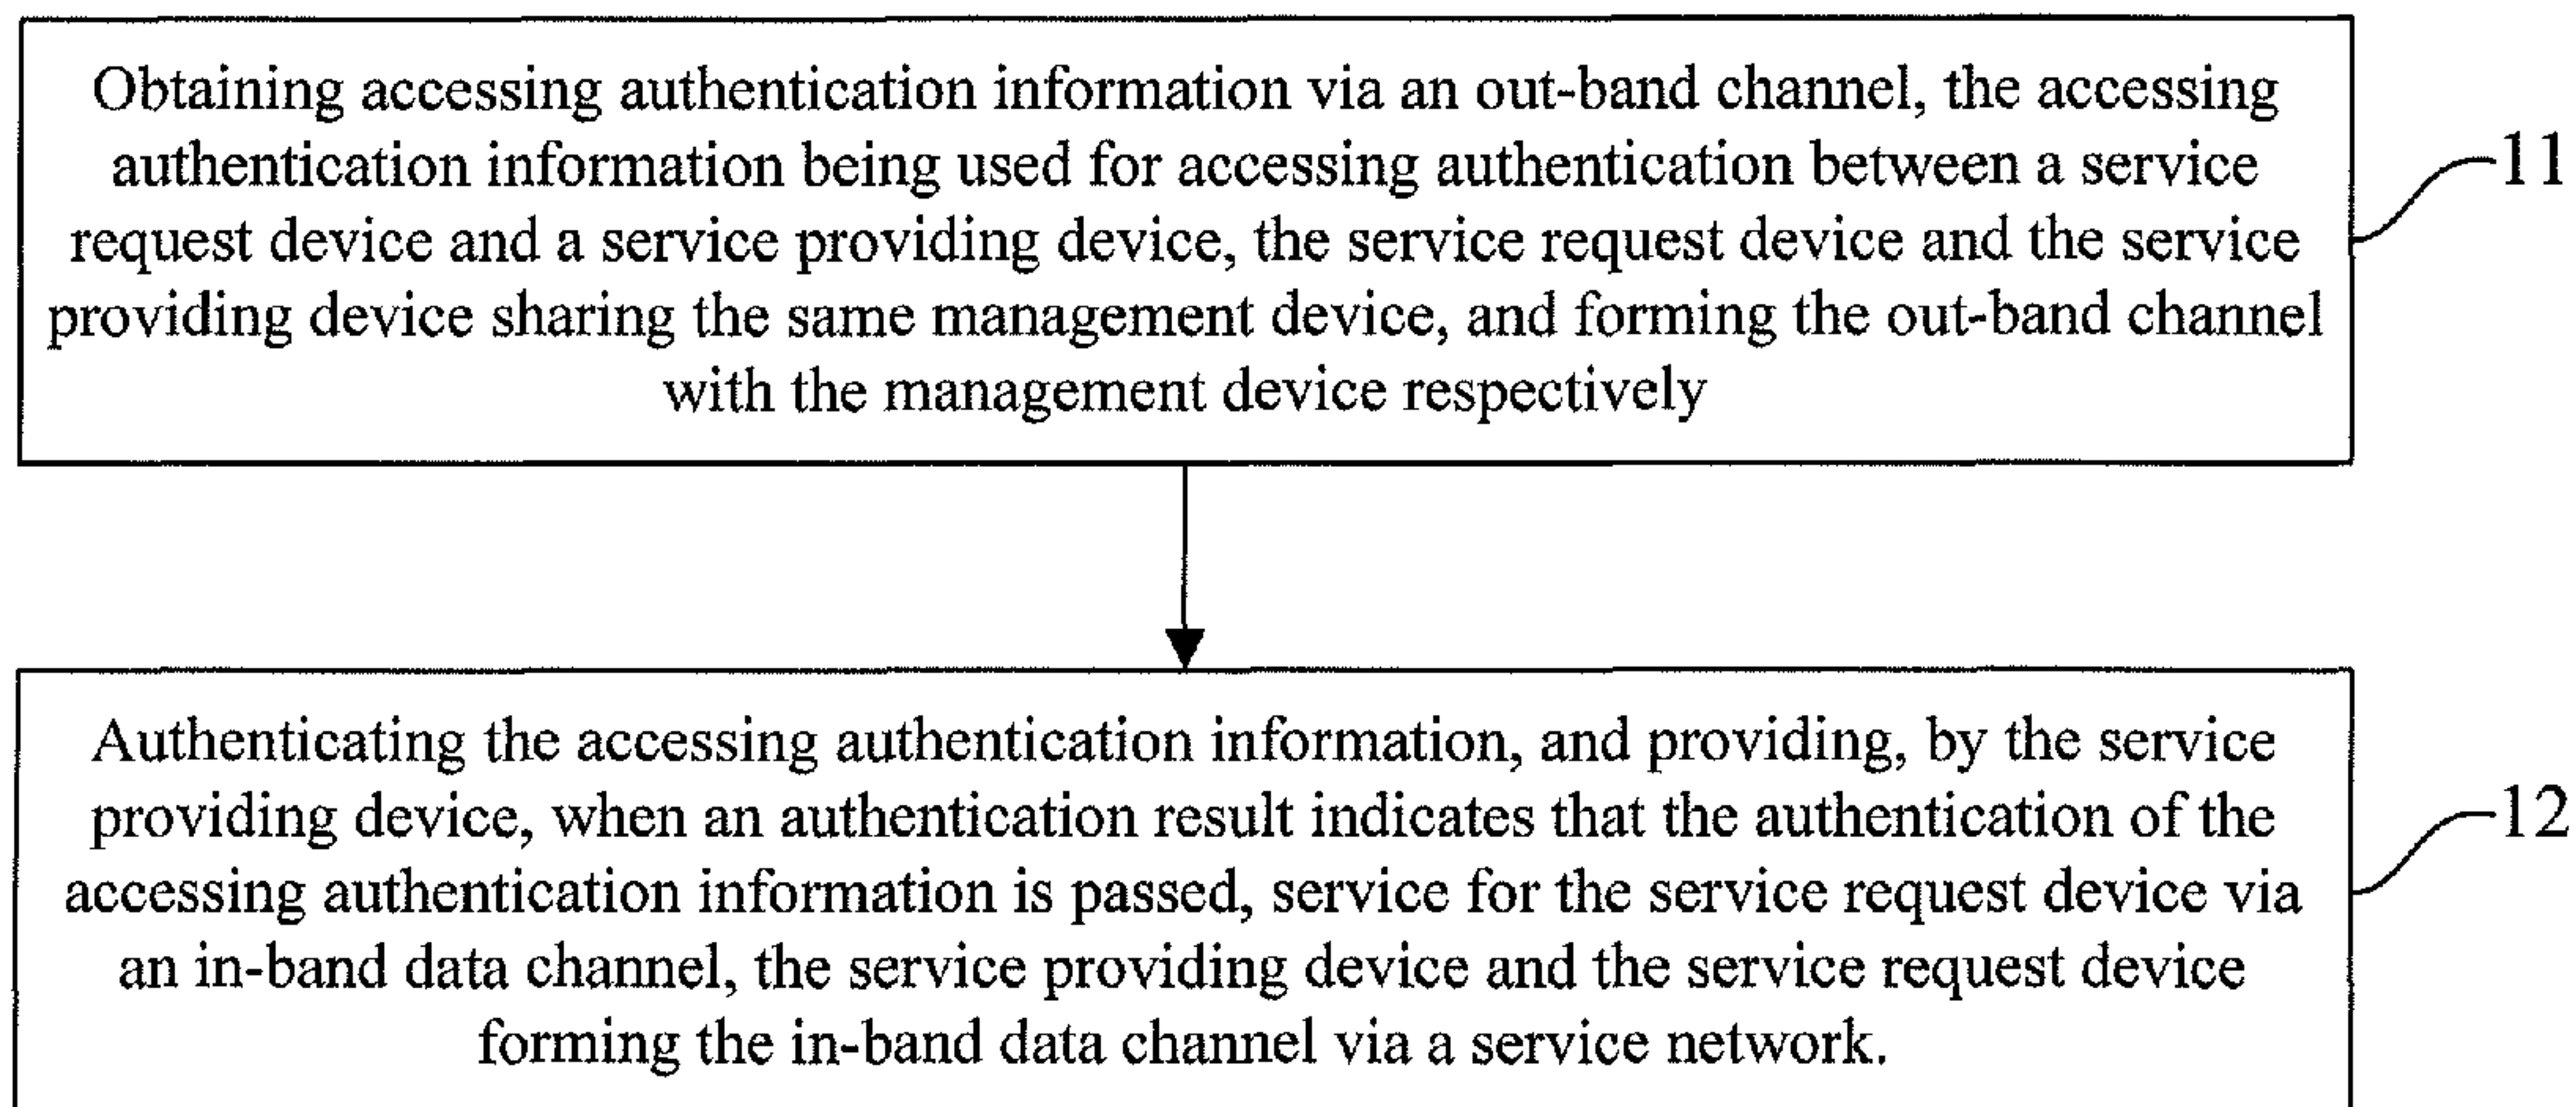 Obtaining accessing authentication information via an out-band channel, the accessing
authentication information being used for accessing authentication between a service
request device and a service providing device, the service request device and the service
providing device sharing the same management device, and forming the out-band channel
with the management device respectively
11
Authenticating the accessing authentication information, and providing, by the service
providing device, when an authentication result indicates that the authentication of the
accessing authentication information is passed, service for the service request device via
an in-band data channel, the service providing device and the service request device
forming the in-band data channel via a service network.
12